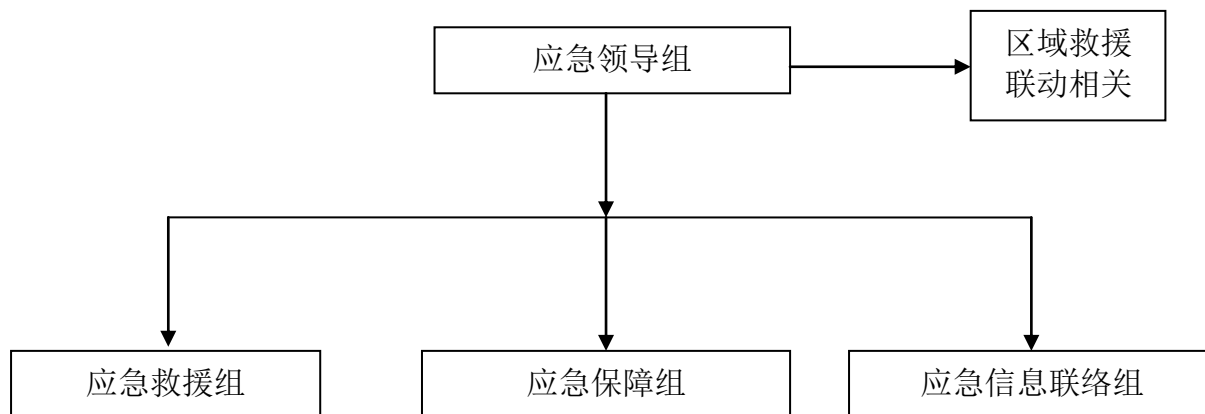 应急领导组
区域救援
联动相关
应急救援组
应急保障组
应急信息联络组